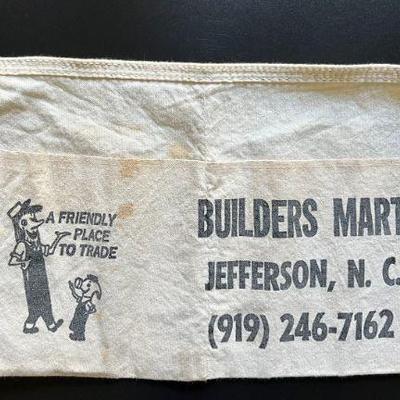 A FRIENDLY
PLACE
TO TRADE
BUILDERS MART
JEFFERSON, N. C.
(919) 246-7162